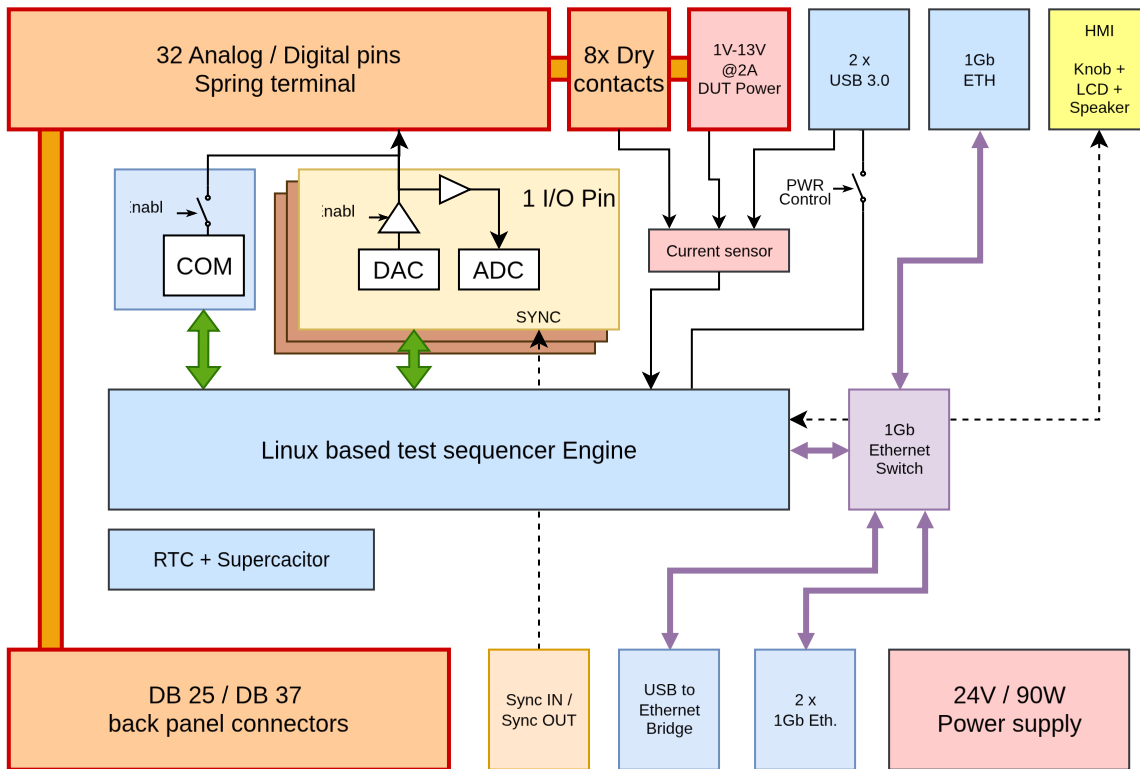 32 Analog / Digital pins
Spring terminal
8x Dry
contacts
1V-13V
@2A
DUT Power
2 x
USB 3.0
1Gb
ETH
HMI
Knob +
LCD +
Speaker
:nabl
COM
:nabl
1 I/O Pin
DAC
ADC
SYNC
PWR
Control
Current sensor
Linux based test sequencer Engine
1Gb
Ethernet
Switch
RTC + Supercacitor
DB 25 / DB 37
back panel connectors
Sync IN /
Sync OUT
USB to
Ethernet
Bridge
2 x
1Gb Eth.
24V / 90W
Power supply